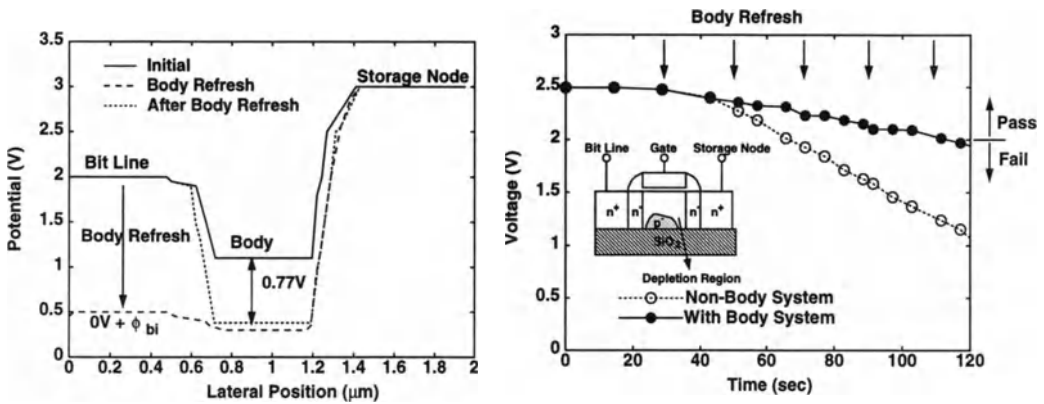 3.5
3
2.5
2
1.5
1
0.5
0
Potential (V)
Initial
Body Refresh
After Body Refresh
Storage Node
Bit Line
Body Refresh
Body
0.77V
0V + ϕbi
0 0.2 0.4 0.6 0.8 1 1.2 1.4 1.6 1.8 2
Lateral Position (μm)
Body Refresh
3
2.5
2
1.5
1
0.5
0
Voltage (V)
Pass
Fail
Bit Line Gate Storage Node
n+ n- n- n+
p-
SiO2
Depletion Region
Non-Body System
With Body System
0 20 40 60 80 100 120
Time (sec)